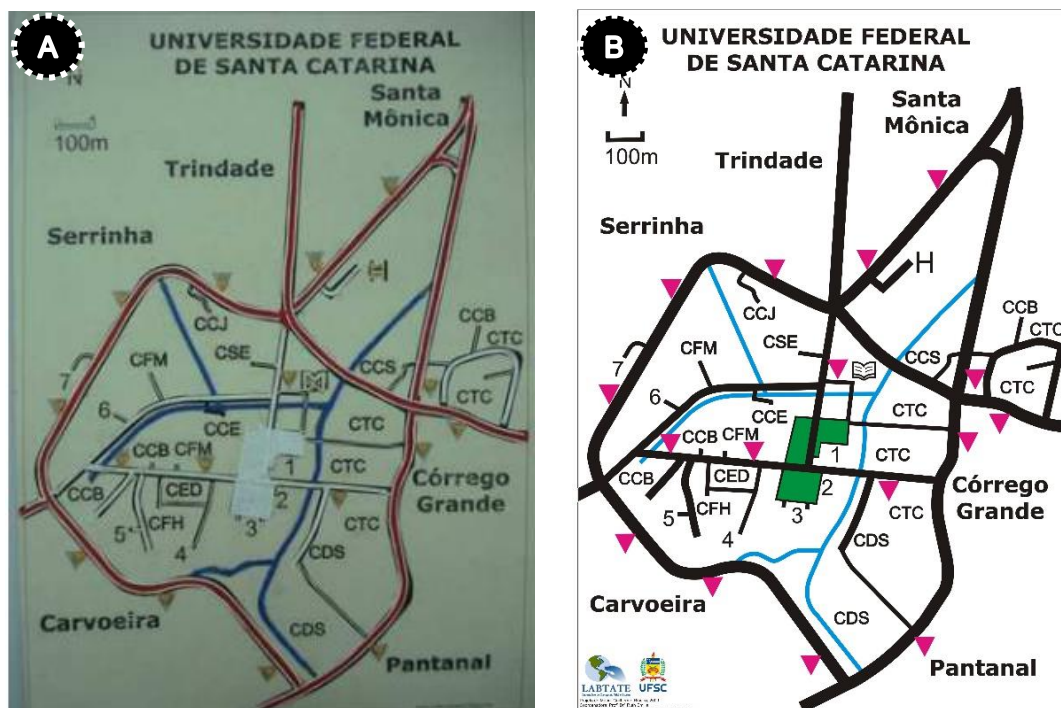 A
UNIVERSIDADE FEDERAL
DE SANTA CATARINA
N
100m
Santa
Mônica
Trindade
Serrinha
H
CCJ
CCB
CTC
CSE
CCS
CFM
7
CTC
6
CCE
CTC
CCB
CFM
1
CTC
Córrego
Grande
CCB
CED
2
CFH
3
CTC
5
4
CDS
Carvoeira
CDS
Pantanal
B
UNIVERSIDADE FEDERAL
DE SANTA CATARINA
N
100m
Santa
Mônica
Trindade
Serrinha
H
CCJ
CCB
CTC
CSE
CCS
CFM
7
CTC
6
CCE
CTC
CCB
CFM
1
CTC
Córrego
Grande
CCB
CED
2
CFH
3
CTC
5
4
CDS
Carvoeira
CDS
Pantanal
LABTATE
UFSC